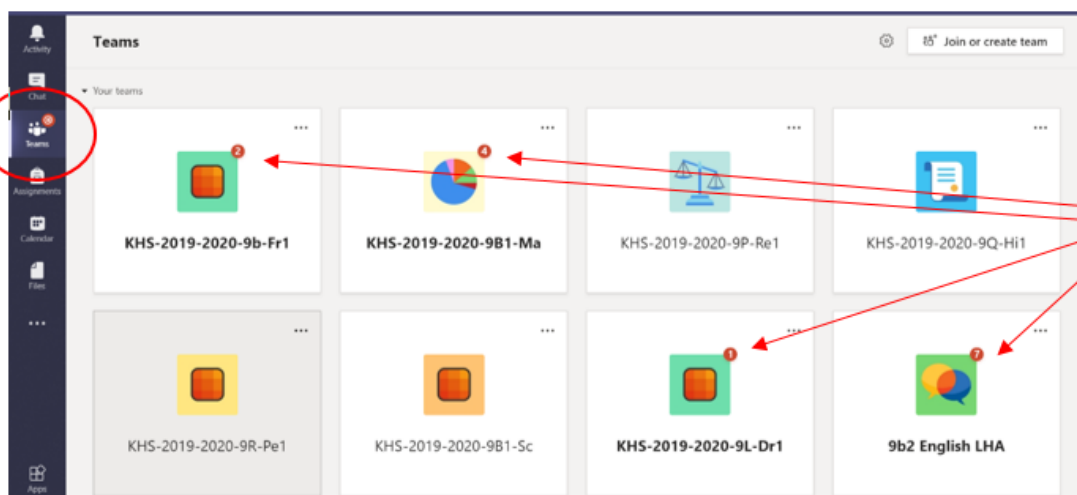 Activity
Teams
Join or create team
Chat
Your teams
Teams
2
4
Assignments
KHS-2019-2020-9b-Fr1
KHS-2019-2020-9B1-Ma
KHS-2019-2020-9P-Re1
KHS-2019-2020-9Q-Hi1
Calendar
Files
1
7
KHS-2019-2020-9R-Pe1
KHS-2019-2020-9B1-Sc
KHS-2019-2020-9L-Dr1
9b2 English LHA
Apps